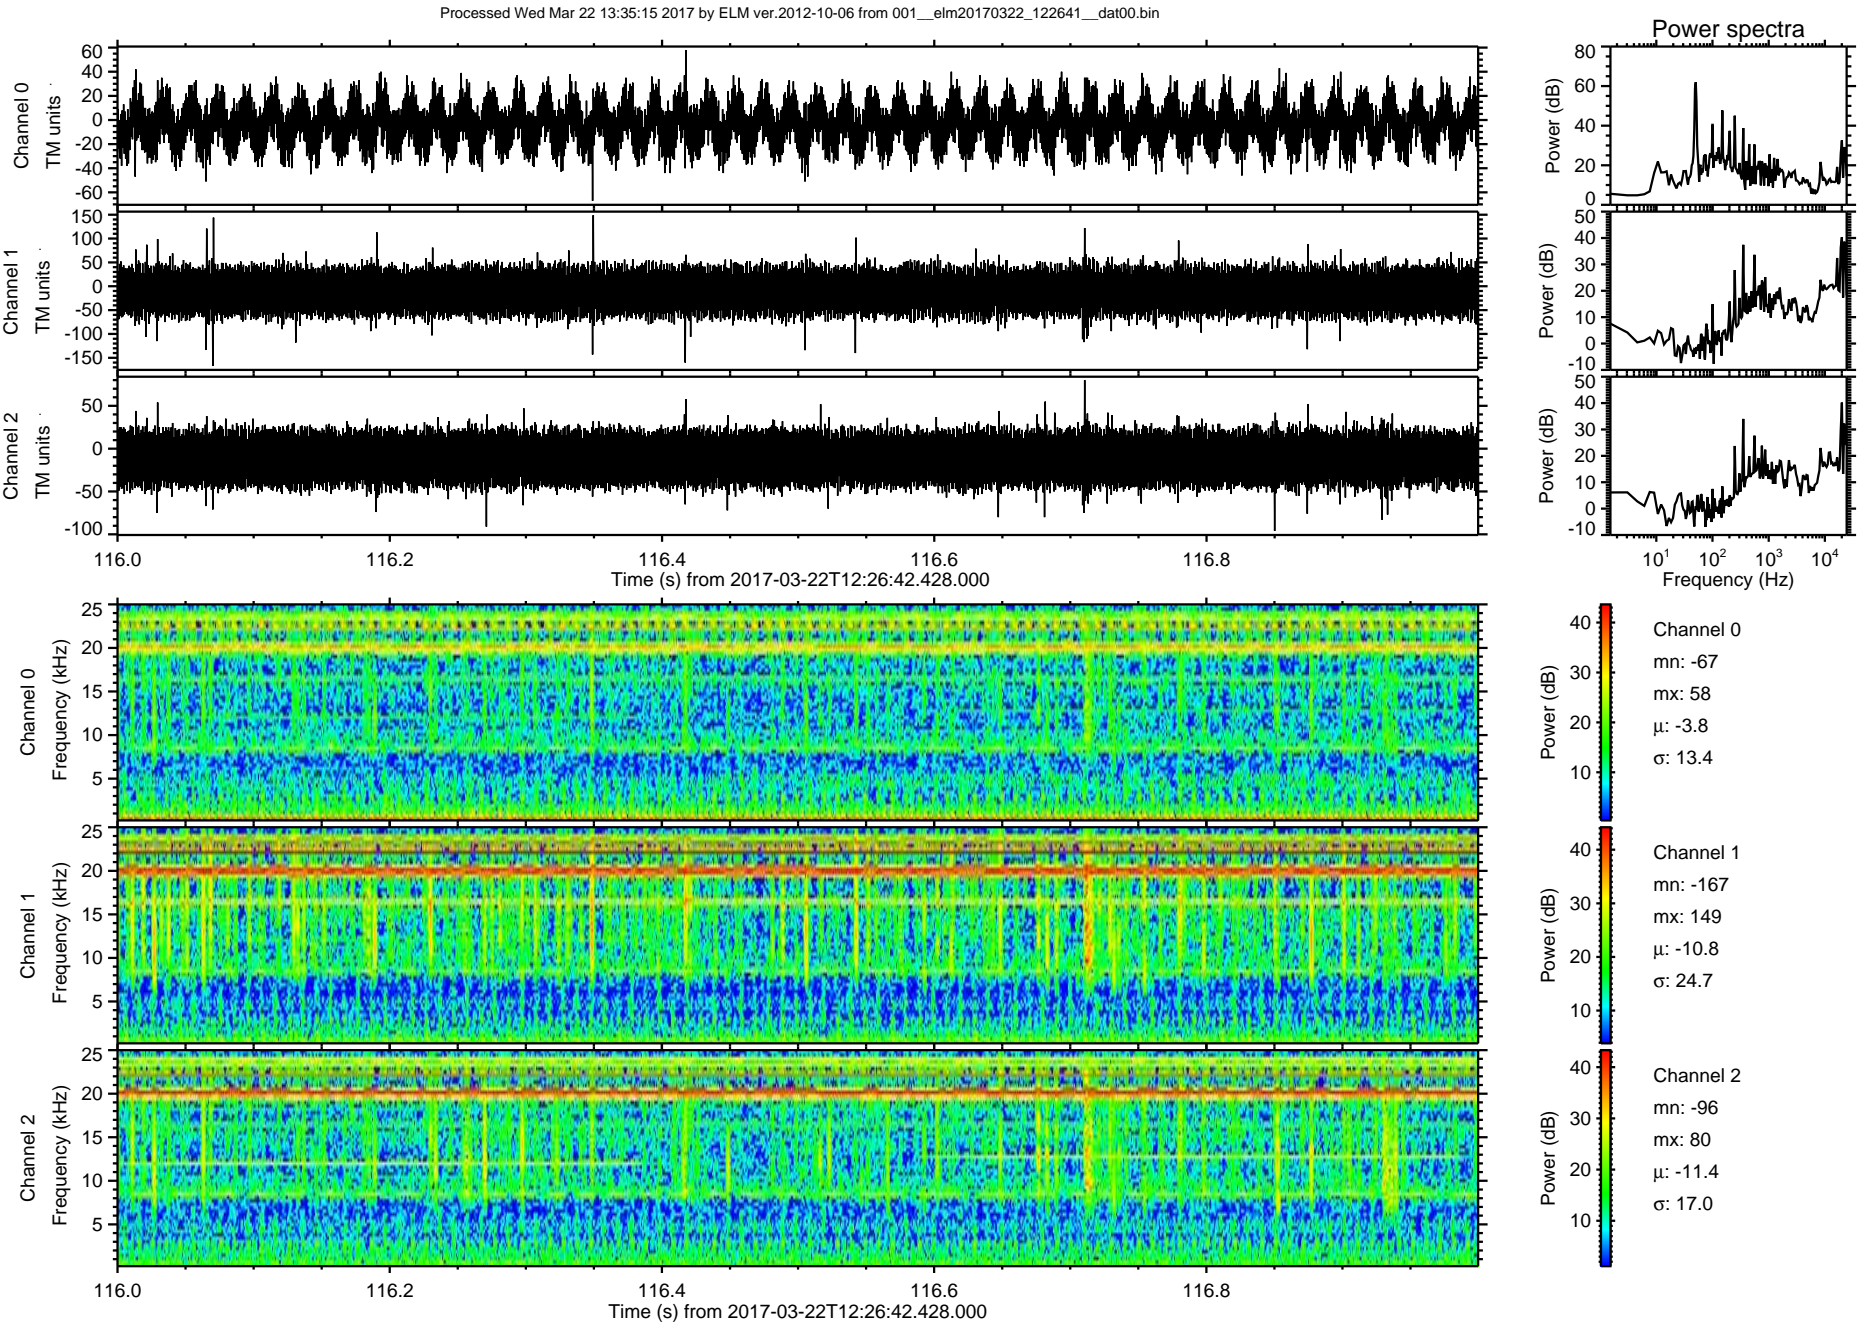 Processed Wed Mar 22 13:35:15 2017 by ELM ver.2012-10-06 from 001__elm20170322_122641__dat00.bin
Power spectra
Channel 0
TM units
60
40
20
0
-20
-40
-60
Power (dB)
80
60
40
20
0
Channel 1
TM units
150
100
50
0
-50
-100
-150
Power (dB)
50
40
30
20
10
0
-10
Channel 2
TM units
50
0
-50
-100
Power (dB)
50
40
30
20
10
0
-10
116.0 116.2 116.4 116.6 116.8
Time (s) from 2017-03-22T12:26:42.428.000
10¹ 10² 10³ 10⁴
Frequency (Hz)
Channel 0
Frequency (kHz)
25
20
15
10
5
Power (dB)
40
30
20
10
Channel 0
mn: -67
mx: 58
μ: -3.8
σ: 13.4
Channel 1
Frequency (kHz)
25
20
15
10
5
Power (dB)
40
30
20
10
Channel 1
mn: -167
mx: 149
μ: -10.8
σ: 24.7
Channel 2
Frequency (kHz)
25
20
15
10
5
Power (dB)
40
30
20
10
Channel 2
mn: -96
mx: 80
μ: -11.4
σ: 17.0
116.0 116.2 116.4 116.6 116.8
Time (s) from 2017-03-22T12:26:42.428.000